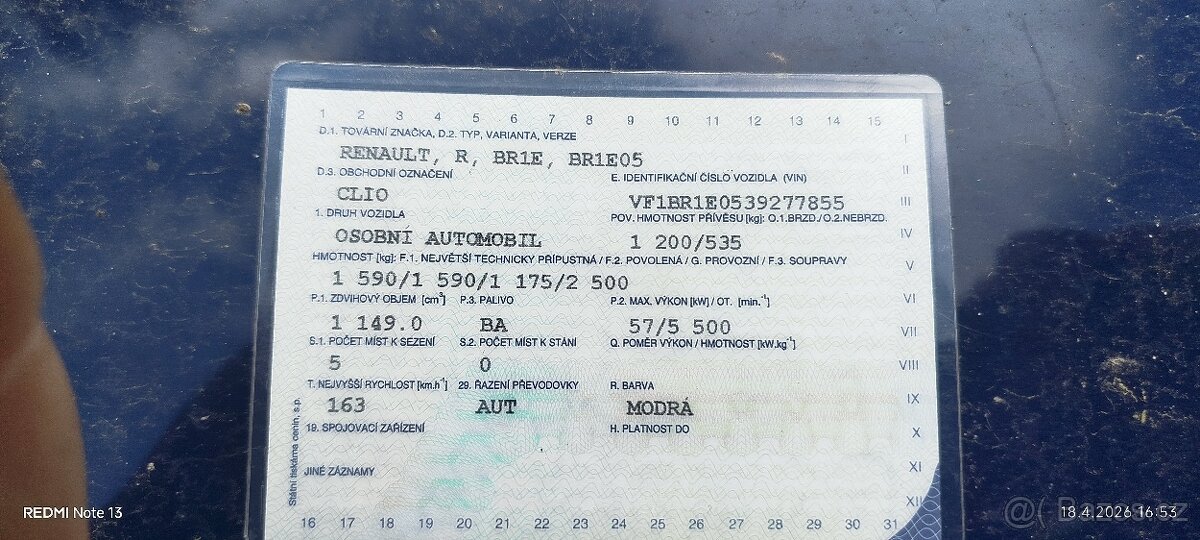 1 2 3 4 5 6 7 8 9 10 11 12 13 14 15
I
D.1. TOVÁRNÍ ZNAČKA, D.2. TYP, VARIANTA, VERZE
RENAULT, R, BR1E, BR1E05
II
D.3. OBCHODNÍ OZNAČENÍ E. IDENTIFIKAČNÍ ČÍSLO VOZIDLA (VIN)
CLIO VF1BR1E0539277855
III
1. DRUH VOZIDLA POV. HMOTNOST PŘÍVĚSU [kg]: O.1.BRZD./O.2.NEBRZD.
OSOBNÍ AUTOMOBIL 1 200/535
IV
HMOTNOST [kg]: F.1. NEJVĚTŠÍ TECHNICKY PŘÍPUSTNÁ / F.2. POVOLENÁ / G. PROVOZNÍ / F.3. SOUPRAVY
V
1 590/1 590/1 175/2 500
P.1. ZDVIHOVÝ OBJEM [cm³] P.3. PALIVO P.2. MAX. VÝKON [kW] / OT. [min.⁻¹]
VI
1 149.0 BA 57/5 500
VII
S.1. POČET MÍST K SEZENÍ S.2. POČET MÍST K STÁNÍ Q. POMĚR VÝKON / HMOTNOST [kW.kg⁻¹]
5 0
VIII
T. NEJVYŠŠÍ RYCHLOST [km.h⁻¹] 29. ŘAZENÍ PŘEVODOVKY R. BARVA
163 AUT MODRÁ
IX
19. SPOJOVACÍ ZAŘÍZENÍ H. PLATNOST DO
X
JINÉ ZÁZNAMY
XI
XII
Státní tiskárna cenin, s.p.
16 17 18 19 20 21 22 23 24 25 26 27 28 29 30 31
REDMI Note 13
18.4.2026 16:53
Bazos.cz